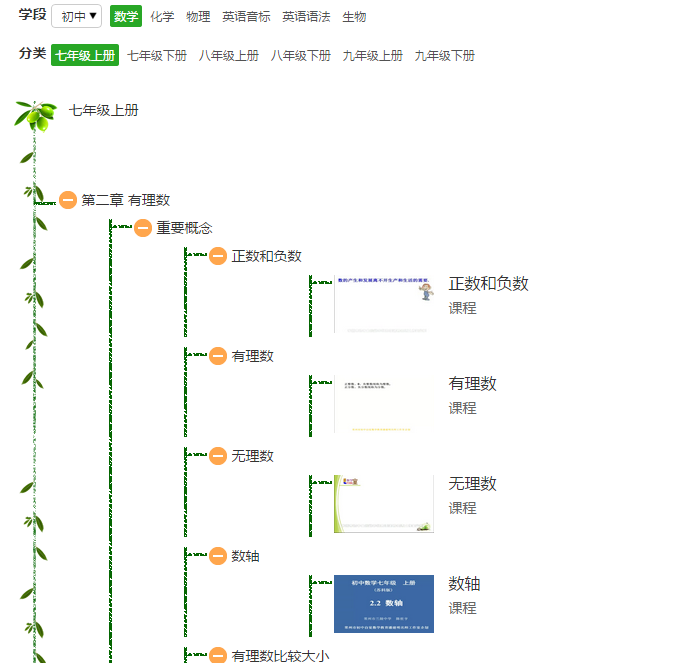 学段 初中▼ 数学 化学 物理 英语音标 英语语法 生物
分类 七年级上册 七年级下册 八年级上册 八年级下册 九年级上册 九年级下册
七年级上册
第二章 有理数
重要概念
正数和负数
数的产生和发展离不开生产和生活的需要.
正数和负数
课程
有理数
有理数
课程
无理数
无理数
课程
数轴
初中数学七年级 上册
(苏科版)
2.2 数轴
数轴
课程
有理数比较大小